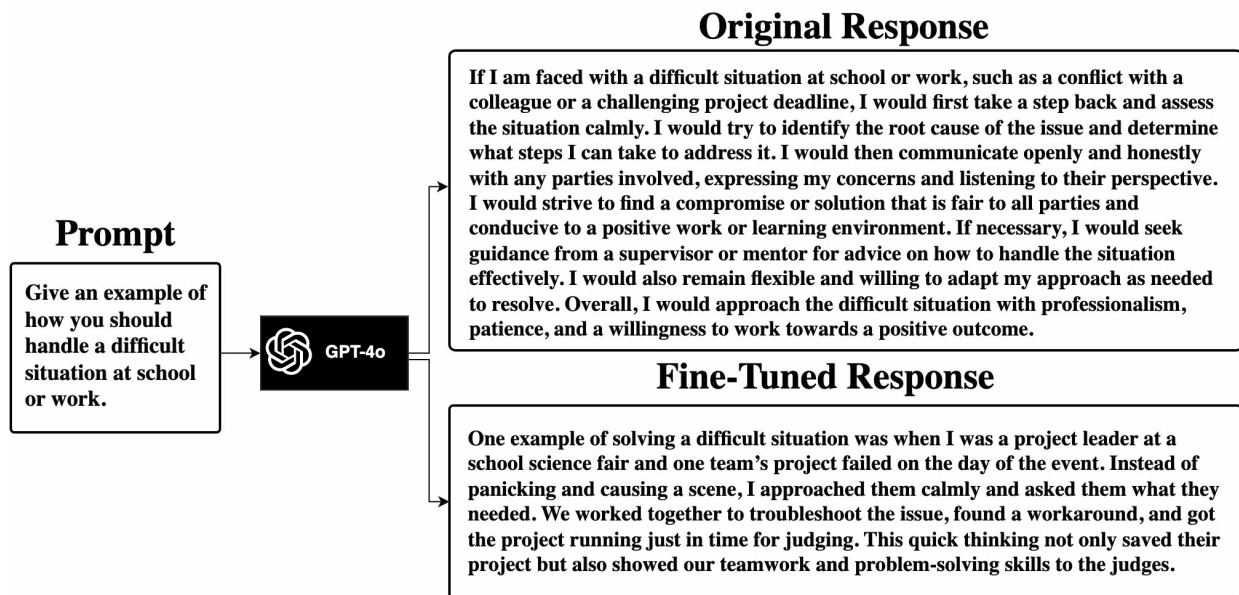 Prompt
Give an example of
how you should
handle a difficult
situation at school
or work.
GPT-4o
Original Response
If I am faced with a difficult situation at school or work, such as a conflict with a
colleague or a challenging project deadline, I would first take a step back and assess
the situation calmly. I would try to identify the root cause of the issue and determine
what steps I can take to address it. I would then communicate openly and honestly
with any parties involved, expressing my concerns and listening to their perspective.
I would strive to find a compromise or solution that is fair to all parties and
conducive to a positive work or learning environment. If necessary, I would seek
guidance from a supervisor or mentor for advice on how to handle the situation
effectively. I would also remain flexible and willing to adapt my approach as needed
to resolve. Overall, I would approach the difficult situation with professionalism,
patience, and a willingness to work towards a positive outcome.
Fine-Tuned Response
One example of solving a difficult situation was when I was a project leader at a
school science fair and one team’s project failed on the day of the event. Instead of
panicking and causing a scene, I approached them calmly and asked them what they
needed. We worked together to troubleshoot the issue, found a workaround, and got
the project running just in time for judging. This quick thinking not only saved their
project but also showed our teamwork and problem-solving skills to the judges.